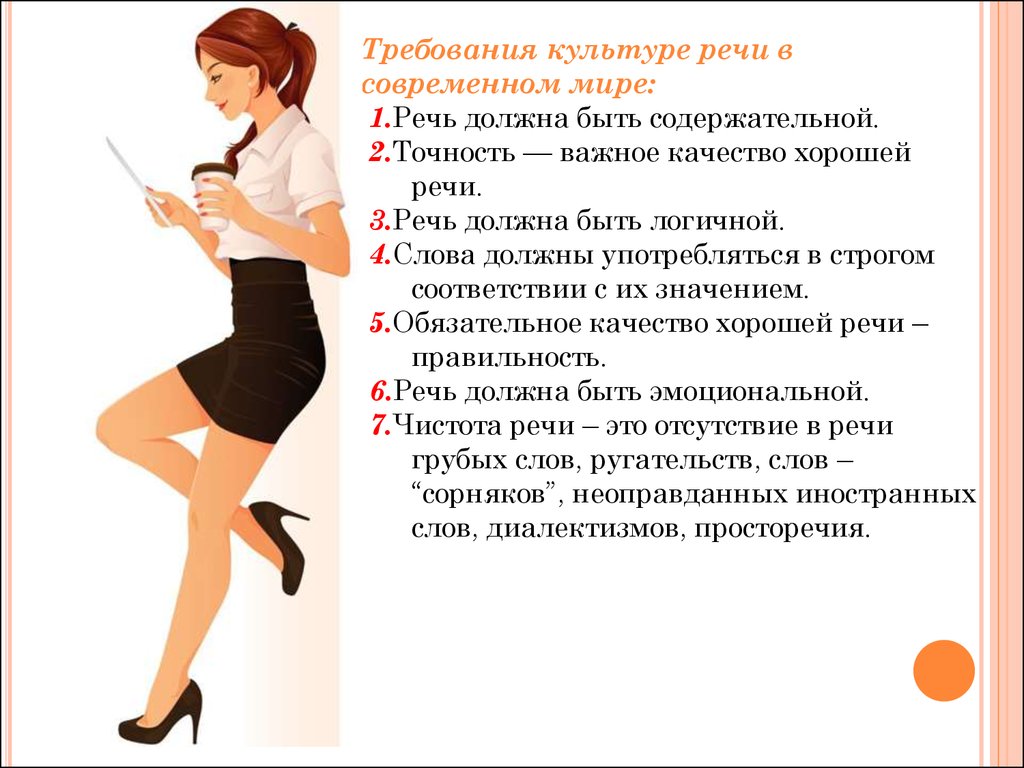 Требования культуре речи в
современном мире:
1.Речь должна быть содержательной.
2.Точность — важное качество хорошей
речи.
3.Речь должна быть логичной.
4.Слова должны употребляться в строгом
соответствии с их значением.
5.Обязательное качество хорошей речи –
правильность.
6.Речь должна быть эмоциональной.
7.Чистота речи – это отсутствие в речи
грубых слов, ругательств, слов –
“сорняков”, неоправданных иностранных
слов, диалектизмов, просторечия.